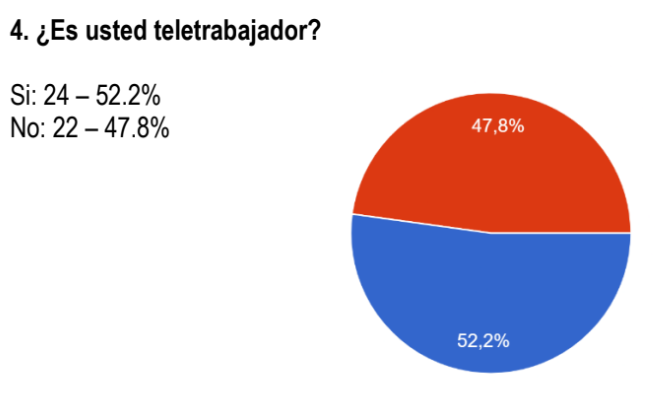 4. ¿Es usted teletrabajador?
Si: 24 – 52.2%
No: 22 – 47.8%
47,8%
52,2%